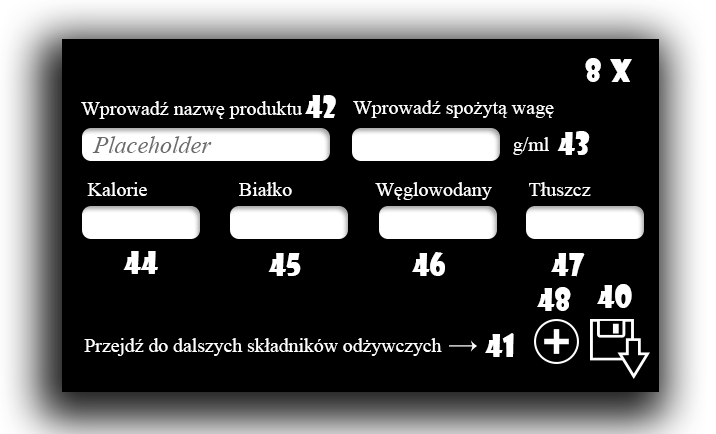 8 X
Wprowadź nazwę produktu 42 Wprowadź spożytą wagę
Placeholder g/ml 43
Kalorie Białko Węglowodany Tłuszcz
44 45 46 47
48 40
Przejdź do dalszych składników odżywczych → 41